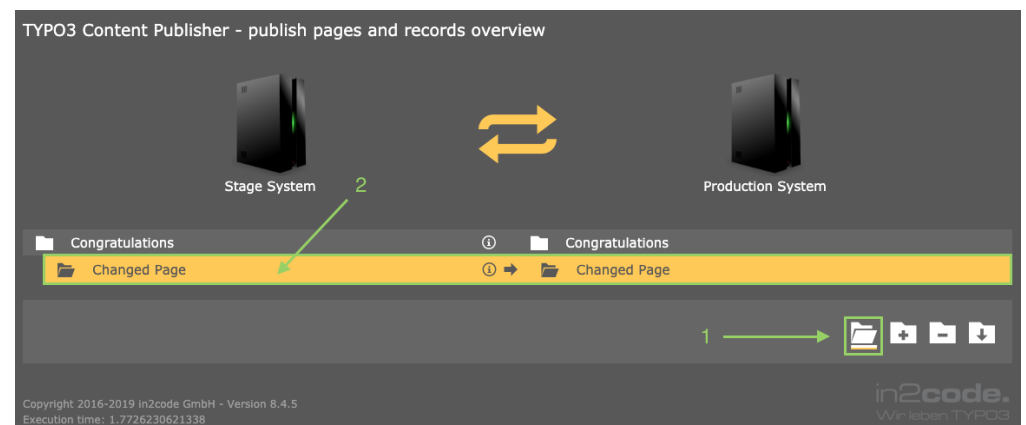 TYPO3 Content Publisher - publish pages and records overview
Stage System
2
Production System
Congratulations
Congratulations
Changed Page
Changed Page
1
in2code.
Wir leben TYPO3
Copyright 2016-2019 in2code GmbH - Version 8.4.5
Execution time: 1.7726230621338